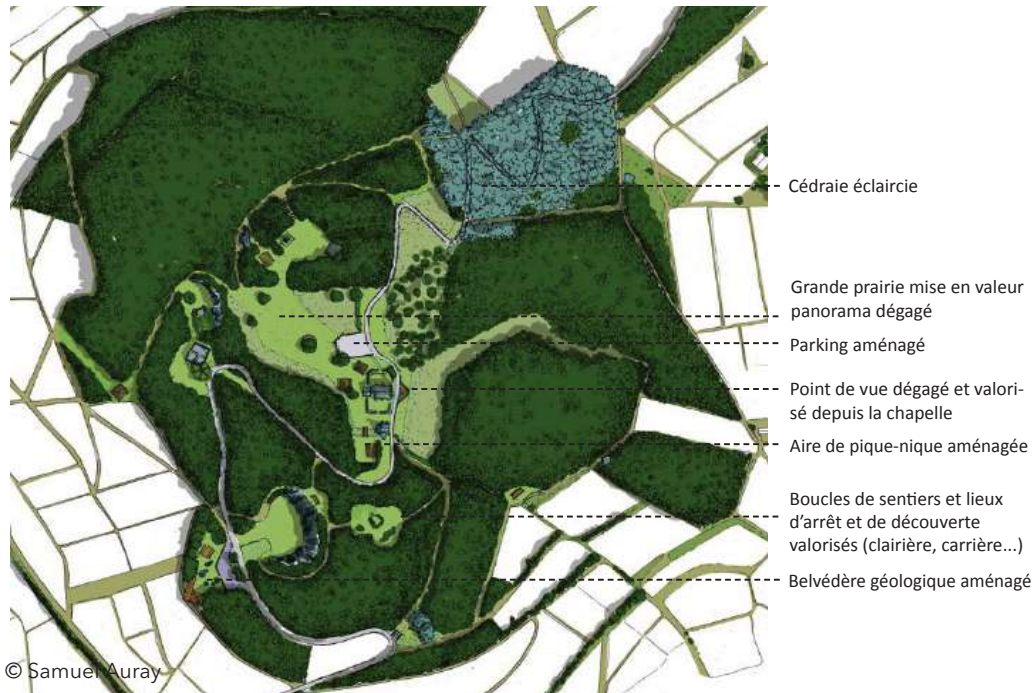 Cédraie éclaircie
Grande prairie mise en valeur
panorama dégagé
Parking aménagé
Point de vue dégagé et valori-
sé depuis la chapelle
Aire de pique-nique aménagée
Boucles de sentiers et lieux
d'arrêt et de découverte
valorisés (clairière, carrière...)
Belvédère géologique aménagé
© Samuel Auray